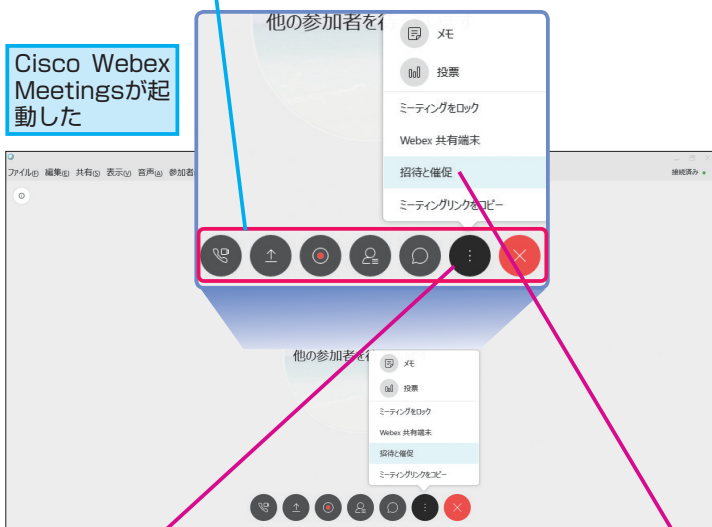 他の参加者を
メモ
投票
ミーティングをロック
Webex 共有端末
招待と催促
ミーティングリンクをコピー
Cisco Webex
Meetingsが起
動した
ファイル(F) 編集(E) 共有(S) 表示(V) 音声(A) 参加者
接続済み
他の参加者を
メモ
投票
ミーティングをロック
Webex 共有端末
招待と催促
ミーティングリンクをコピー